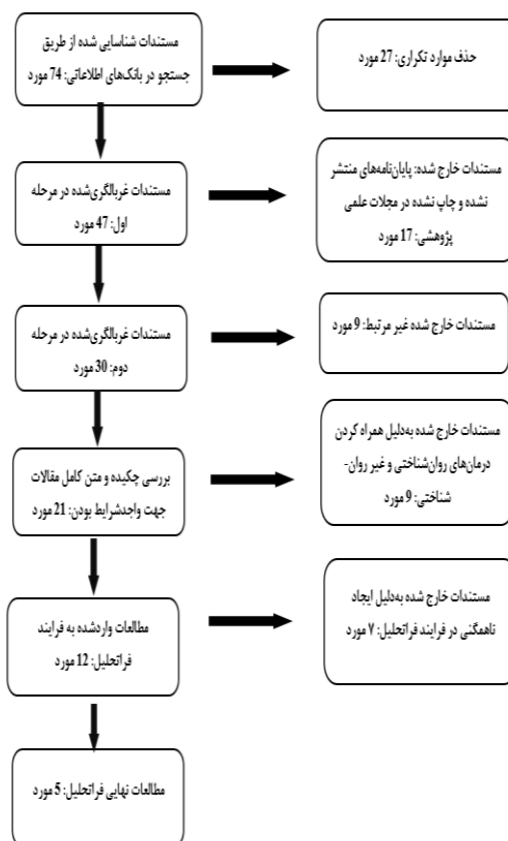 مستندات شناسایی شده از طریق
جستجو در بانک‌های اطلاعاتی: 74 مورد
حذف موارد تکراری: 27 مورد
مستندات غربالگری‌شده در مرحله
اول: 47 مورد
مستندات خارج شده: پایان‌نامه‌های منتشر
نشده و چاپ نشده در مجلات علمی
پژوهشی: 17 مورد
مستندات غربالگری‌شده در مرحله
دوم: 30 مورد
مستندات خارج شده غیر مرتبط: 9 مورد
بررسی چکیده و متن کامل مقالات
جهت واجدشرایط بودن: 21 مورد
مستندات خارج شده به‌دلیل همراه کردن
درمان‌های روان‌شناختی و غیر روان-
شناختی: 9 مورد
مطالعات واردشده به فرایند
فراتحلیل: 12 مورد
مستندات خارج شده به‌دلیل ایجاد
ناهمگنی در فرایند فراتحلیل: ۷ مورد
مطالعات نهایی فراتحلیل: 5 مورد